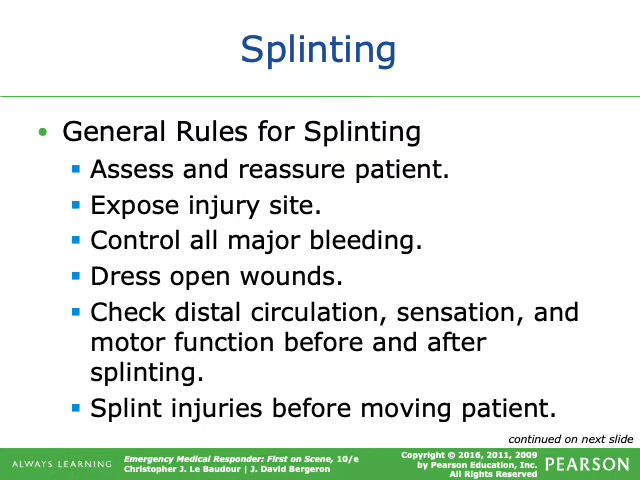 Splinting
• General Rules for Splinting
▪ Assess and reassure patient.
▪ Expose injury site.
▪ Control all major bleeding.
▪ Dress open wounds.
▪ Check distal circulation, sensation, and
motor function before and after
splinting.
▪ Splint injuries before moving patient.
continued on next slide
ALWAYS LEARNING
Emergency Medical Responder: First on Scene, 10/e
Christopher J. Le Baudour | J. David Bergeron
Copyright © 2016, 2011, 2009
by Pearson Education, Inc.
All Rights Reserved
PEARSON